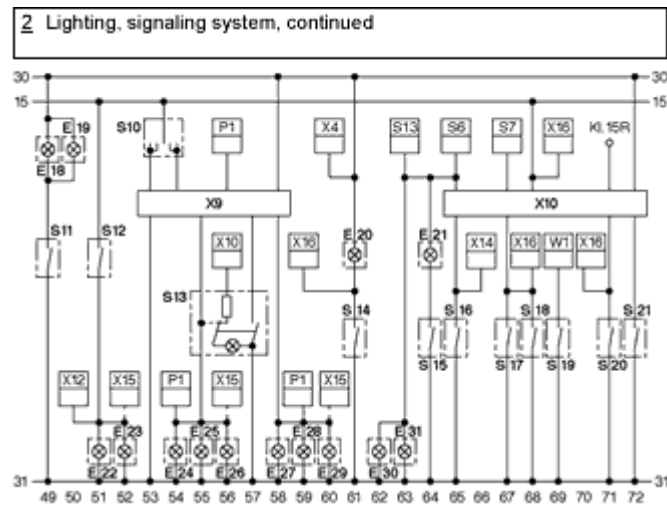 2 Lighting, signaling system, continued
30 30
15 15
E 19 S10 P1 X4 S13 S6 S7 X16 Kl.15R
E 18
X9 X10
S11 S12 E 20 E 21
X10 X16 X14 X16 W1 X16
S13
S 14 S 16 S 18 S 21
S 15 S 17 S 19 S 20
X12 X15 P1 X15 P1 X15
E 23 E 25 E 28 E 31
E 22 E 24 E 26 E 27 E 29 E 30
31 31
49 50 51 52 53 54 55 56 57 58 59 60 61 62 63 64 65 66 67 68 69 70 71 72